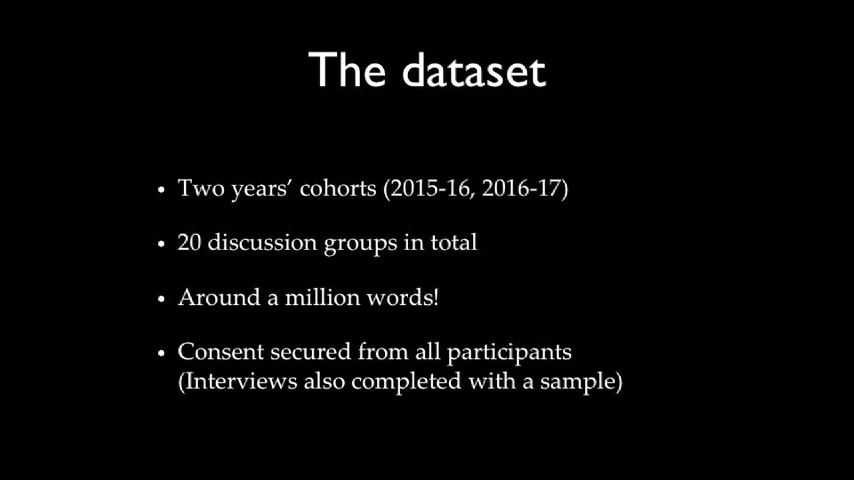 The dataset
• Two years’ cohorts (2015-16, 2016-17)
• 20 discussion groups in total
• Around a million words!
• Consent secured from all participants
(Interviews also completed with a sample)